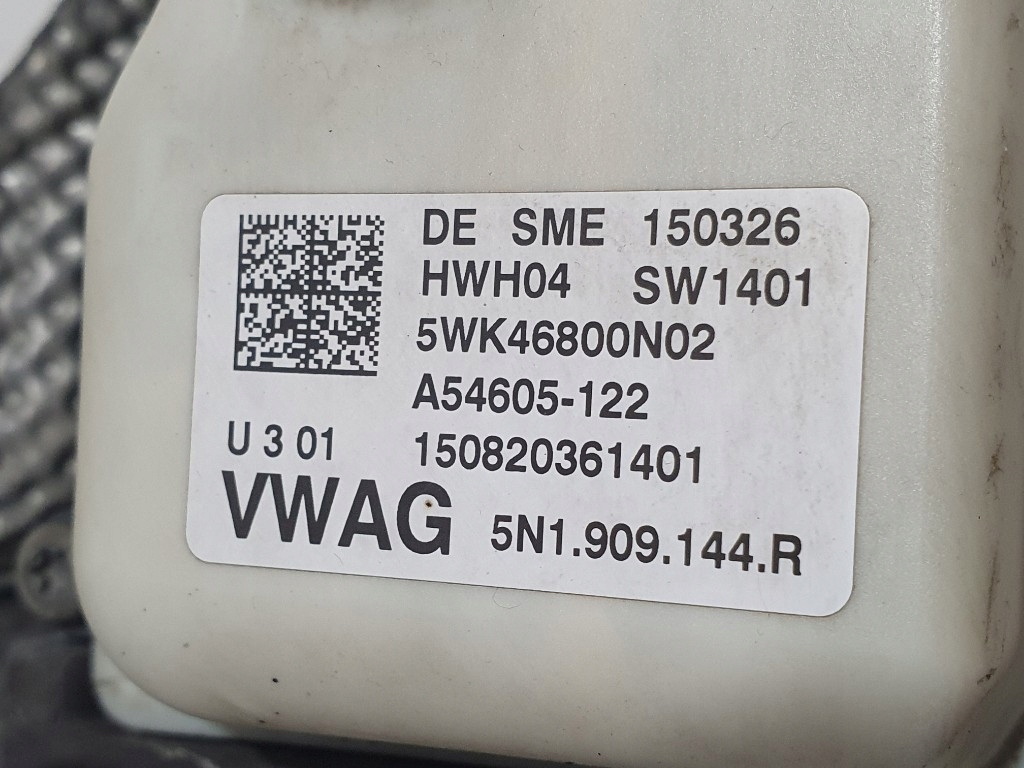 DE SME 150326
HWH04 SW1401
5WK46800N02
A54605-122
U 3 01 150820361401
VWAG 5N1.909.144.R